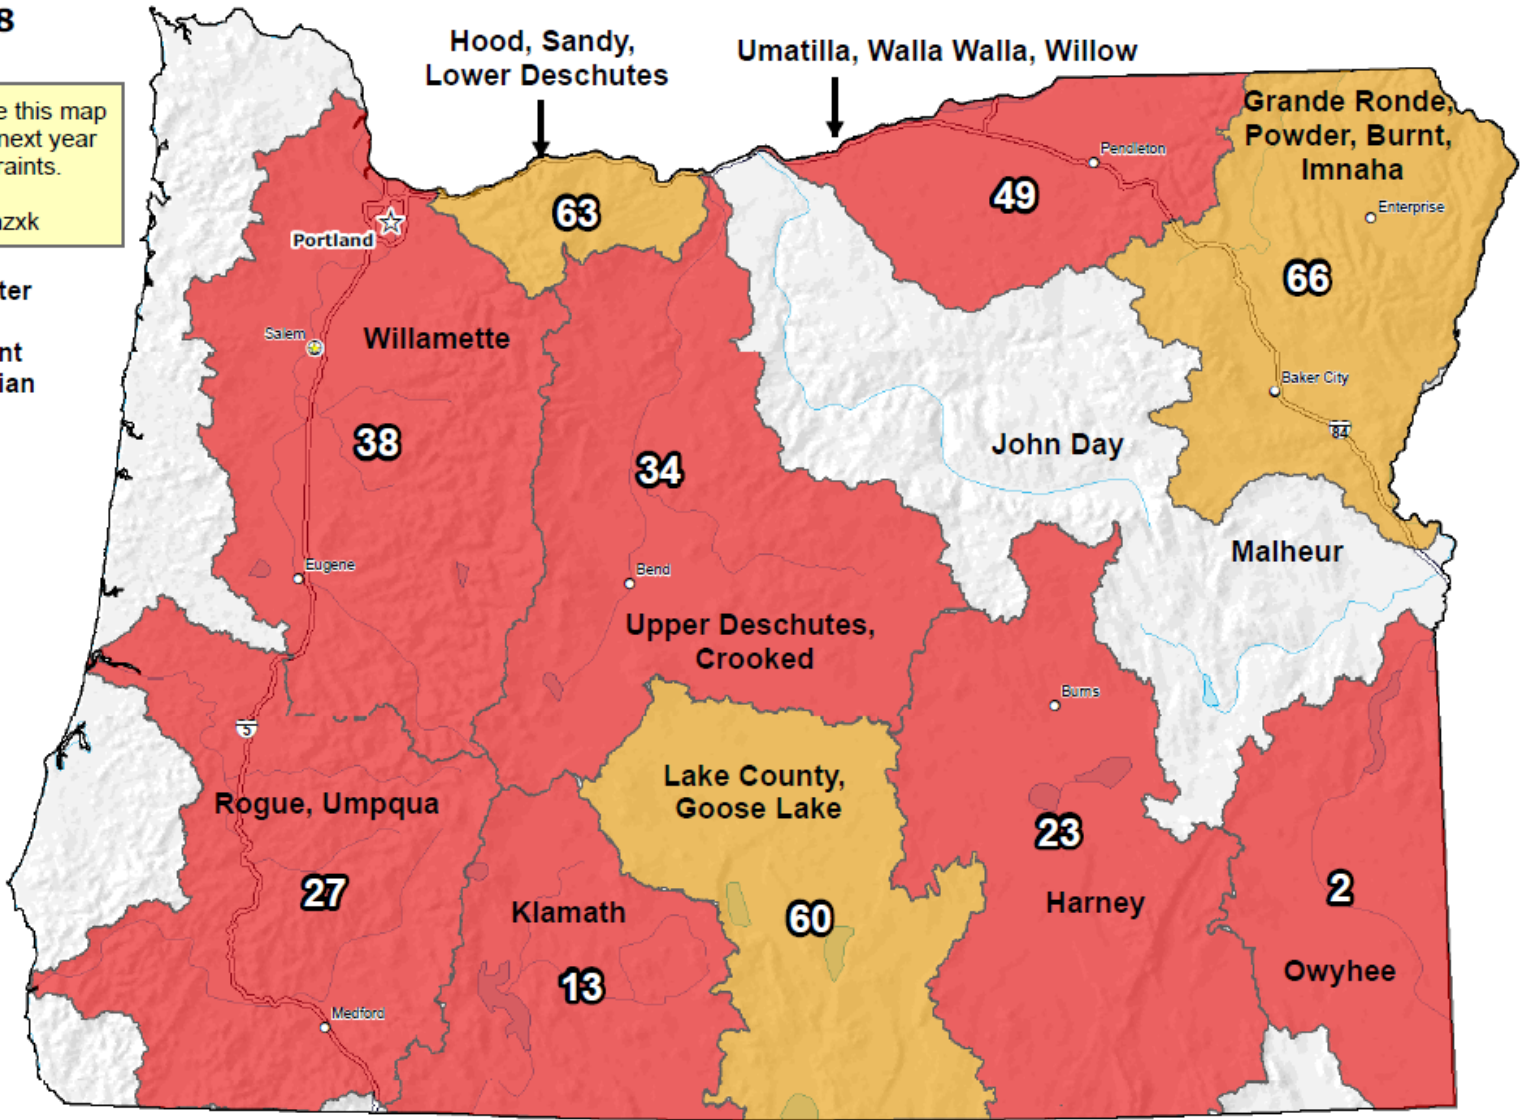 8
Hood, Sandy,
Lower Deschutes
Umatilla, Walla Walla, Willow
e this map
next year
raints.
nzxk
Grande Ronde,
Powder, Burnt,
Imnaha
Pendleton
Enterprise
63
49
66
Portland
ter
nt
ian
Salem
Willamette
Baker City
84
38
34
John Day
Malheur
Eugene
Bend
Upper Deschutes,
Crooked
Burns
5
Lake County,
Goose Lake
Rogue, Umpqua
23
27
Klamath
60
Harney
2
13
Owyhee
Medford